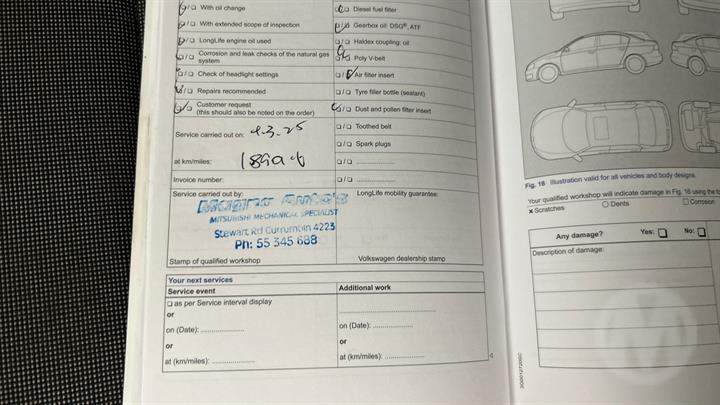 With oil change
With extended scope of inspection
LongLife engine oil used
Corrosion and leak checks of the natural gas
system
Check of headlight settings
Repairs recommended
Customer request
(this should also be noted on the order)
Service carried out on: 4.3.25
at km/miles:
Invoice number:
Service carried out by:
MITSUBISHI MECHANICAL SPECIALIST
Stewart Rd Currumbin 4223
Ph: 55 345 688
Stamp of qualified workshop
Diesel fuel filter
Gearbox oil: DSG®, ATF
Haldex coupling: oil
Poly V-belt
Air filter insert
Tyre filler bottle (sealant)
Dust and pollen filter insert
Toothed belt
Spark plugs
LongLife mobility guarantee:
Volkswagen dealership stamp
Your next services
Service event
as per Service interval display
or
on (Date): ....................
or
at (km/miles): ....................
Additional work
on (Date): ....................
or
at (km/miles): ....................
Fig. 16 Illustration valid for all vehicles and body designs.
Your qualified workshop will indicate damage in Fig. 16 using the
x Scratches
Dents
Corrosion
Any damage? Yes: No:
Description of damage: